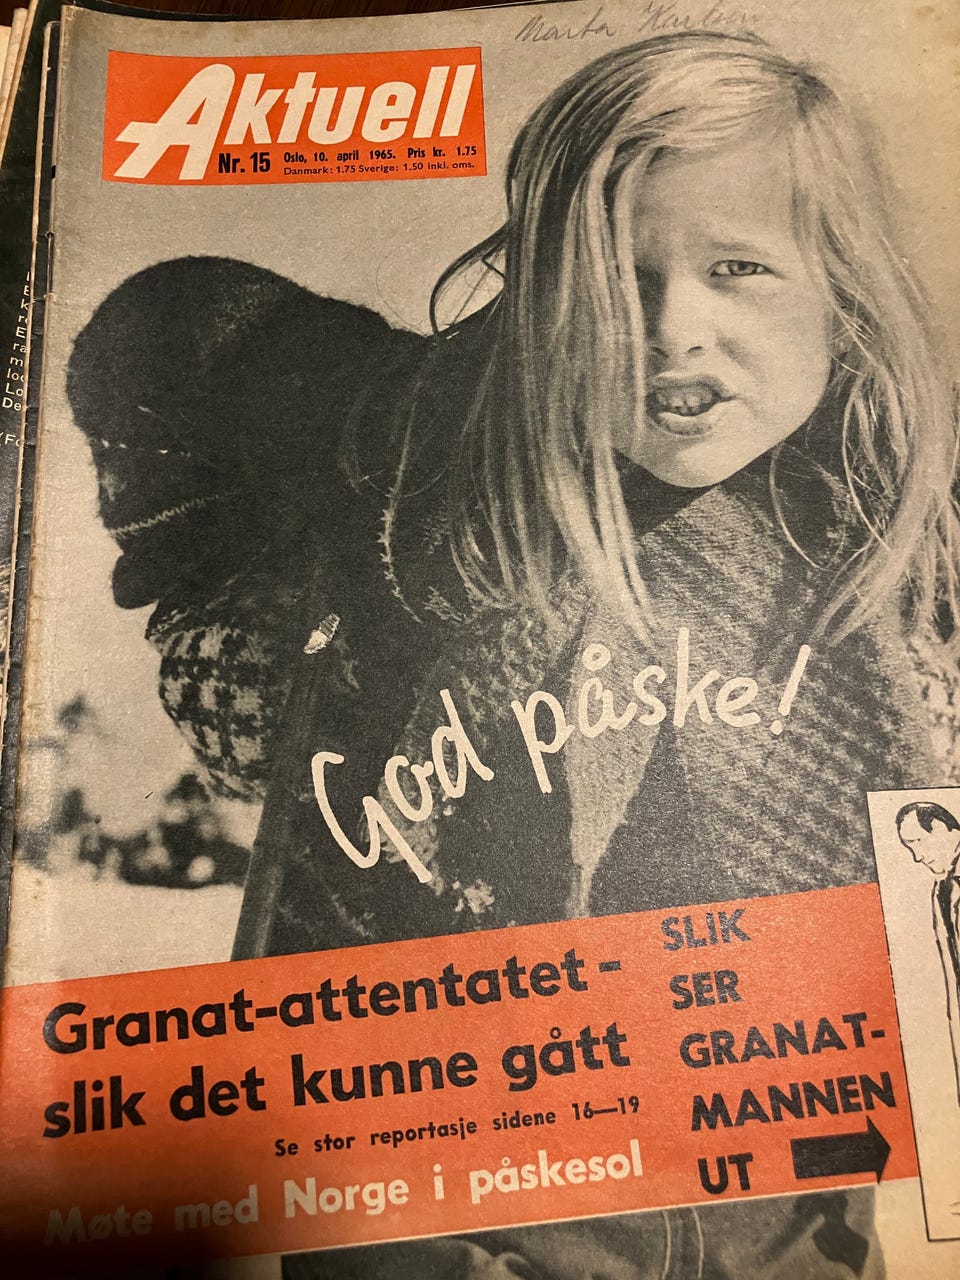 Marta Karlsen
Aktuell
Nr. 15 Oslo, 10. april 1965. Pris kr. 1.75
Danmark: 1.75 Sverige: 1.50 Inkl. oms.
God påske!
Granat-attentatet -
slik det kunne gått
Se stor reportasje sidene 16—19
Møte med Norge i påskesol
SLIK
SER
GRANAT-
MANNEN
UT